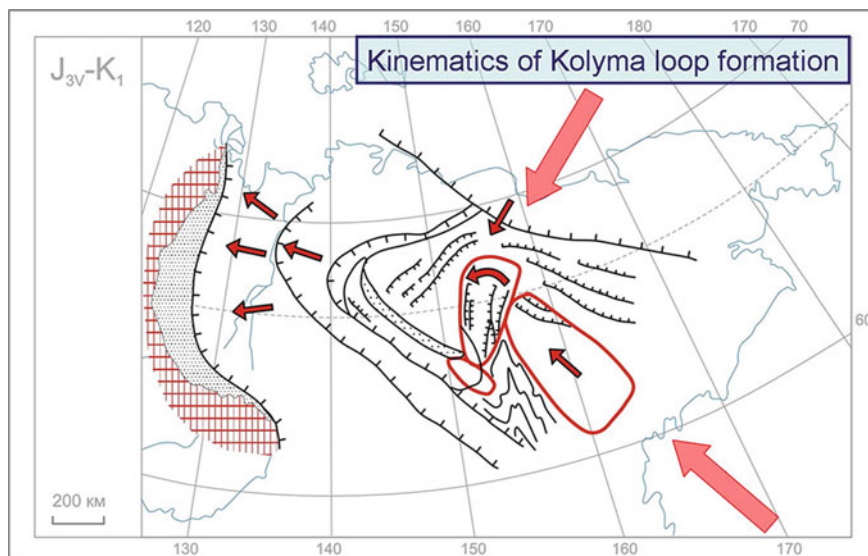 120 130 140 150 160 170 180 170 70
Kinematics of Kolyma loop formation
J3V-K1
60
200 км
130 140 150 160 170